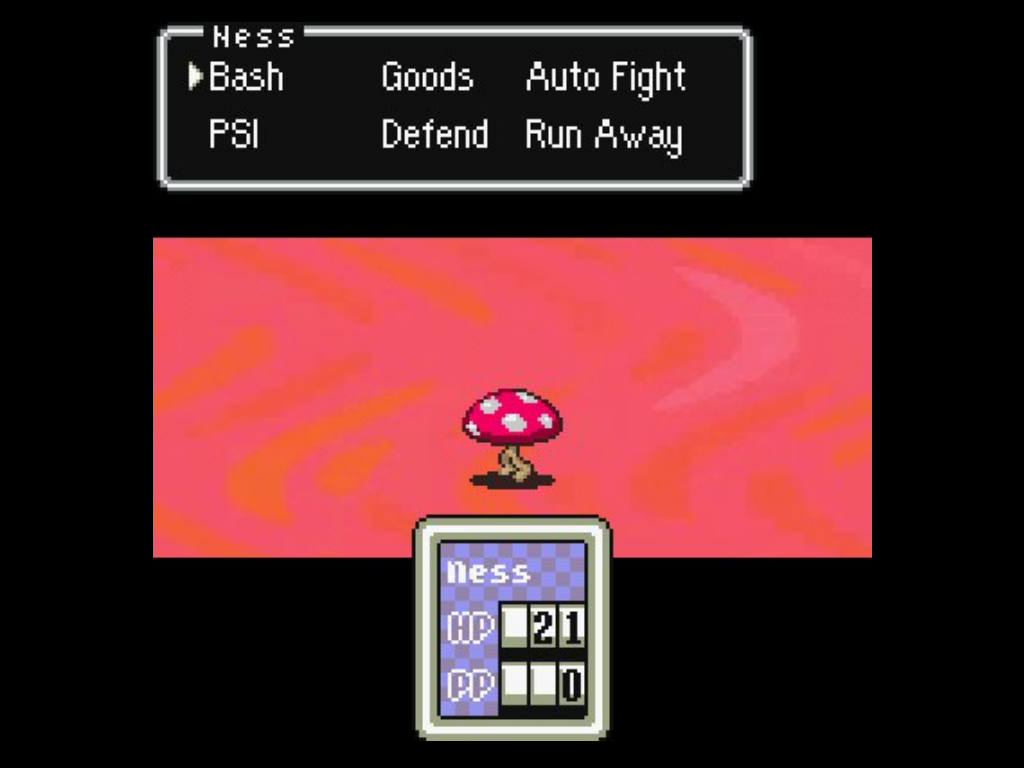 Ness
Bash Goods Auto Fight
PSI Defend Run Away
Ness
HP 21
PP 0